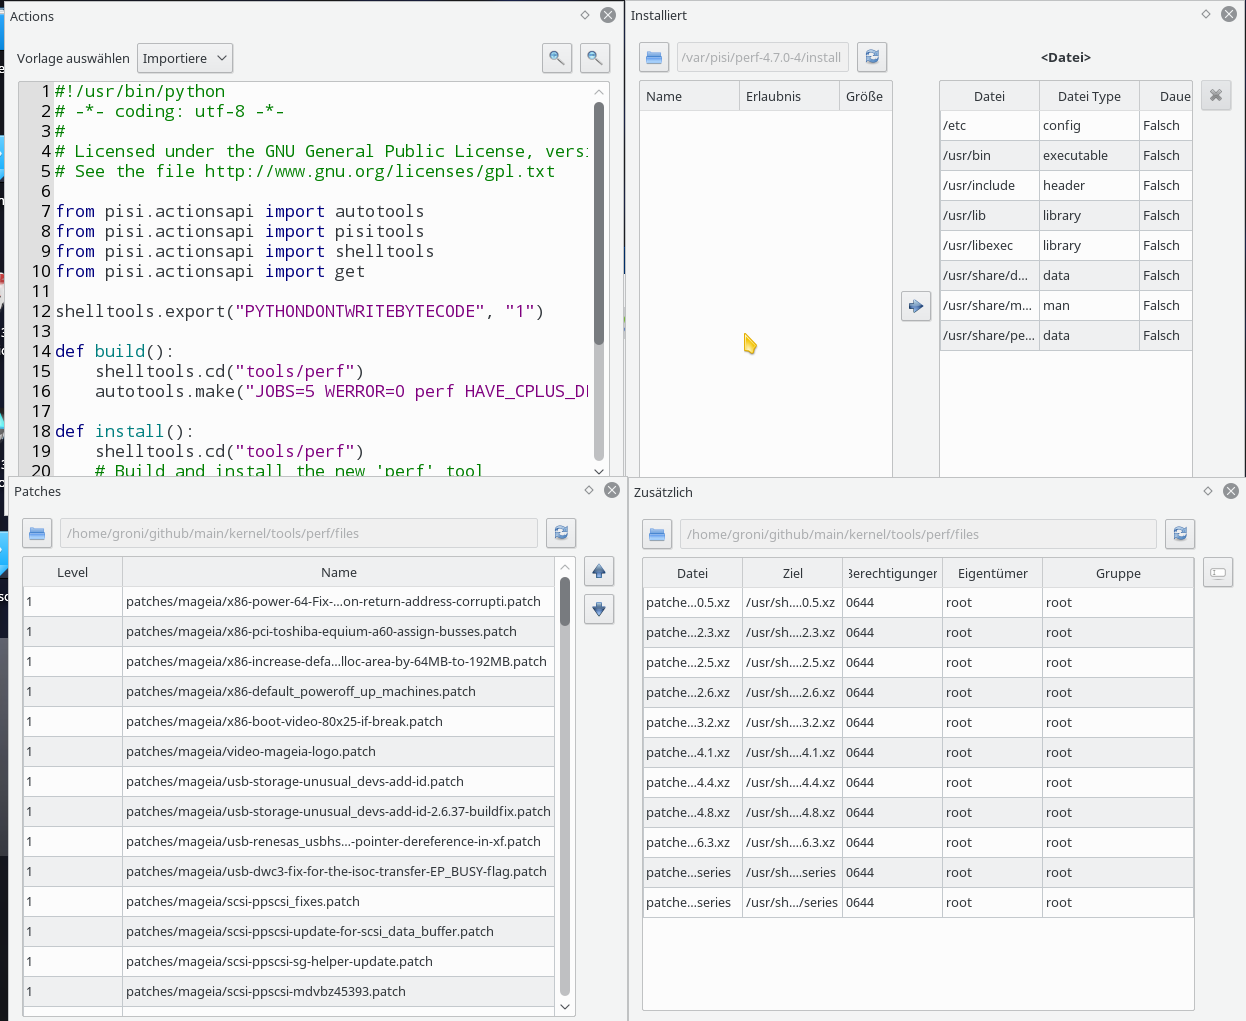 Actions
Vorlage auswählen Importiere
1 #!/usr/bin/python
2 # -*- coding: utf-8 -*-
3 #
4 # Licensed under the GNU General Public License, versi
5 # See the file http://www.gnu.org/licenses/gpl.txt
6
7 from pisi.actionsapi import autotools
8 from pisi.actionsapi import pisitools
9 from pisi.actionsapi import shelltools
10 from pisi.actionsapi import get
11
12 shelltools.export("PYTHONDONTWRITEBYTECODE", "1")
13
14 def build():
15 shelltools.cd("tools/perf")
16 autotools.make("JOBS=5 WERROR=0 perf HAVE_CPLUS_DI
17
18 def install():
19 shelltools.cd("tools/perf")
20 # Build and install the new 'perf' tool
Installiert
/var/pisi/perf-4.7.0-4/install
<Datei>
Name Erlaubnis Größe
Datei Datei Type Daue
/etc config Falsch
/usr/bin executable Falsch
/usr/include header Falsch
/usr/lib library Falsch
/usr/libexec library Falsch
/usr/share/d... data Falsch
/usr/share/m... man Falsch
/usr/share/pe... data Falsch
Patches
/home/groni/github/main/kernel/tools/perf/files
Level Name
1 patches/mageia/x86-power-64-Fix-...on-return-address-corrupti.patch
1 patches/mageia/x86-pci-toshiba-equium-a60-assign-busses.patch
1 patches/mageia/x86-increase-defa...lloc-area-by-64MB-to-192MB.patch
1 patches/mageia/x86-default_poweroff_up_machines.patch
1 patches/mageia/x86-boot-video-80x25-if-break.patch
1 patches/mageia/video-mageia-logo.patch
1 patches/mageia/usb-storage-unusual_devs-add-id.patch
1 patches/mageia/usb-storage-unusual_devs-add-id-2.6.37-buildfix.patch
1 patches/mageia/usb-renesas_usbhs...-pointer-dereference-in-xf.patch
1 patches/mageia/usb-dwc3-fix-for-the-isoc-transfer-EP_BUSY-flag.patch
1 patches/mageia/scsi-ppscsi_fixes.patch
1 patches/mageia/scsi-ppscsi-update-for-scsi_data_buffer.patch
1 patches/mageia/scsi-ppscsi-sg-helper-update.patch
1 patches/mageia/scsi-ppscsi-mdvbz45393.patch
Zusätzlich
/home/groni/github/main/kernel/tools/perf/files
Datei Ziel Berechtigungen Eigentümer Gruppe
patche...0.5.xz /usr/sh....0.5.xz 0644 root root
patche...2.3.xz /usr/sh....2.3.xz 0644 root root
patche...2.5.xz /usr/sh....2.5.xz 0644 root root
patche...2.6.xz /usr/sh....2.6.xz 0644 root root
patche...3.2.xz /usr/sh....3.2.xz 0644 root root
patche...4.1.xz /usr/sh....4.1.xz 0644 root root
patche...4.4.xz /usr/sh....4.4.xz 0644 root root
patche...4.8.xz /usr/sh....4.8.xz 0644 root root
patche...6.3.xz /usr/sh....6.3.xz 0644 root root
patche...series /usr/sh....series 0644 root root
patche...series /usr/sh.../series 0644 root root